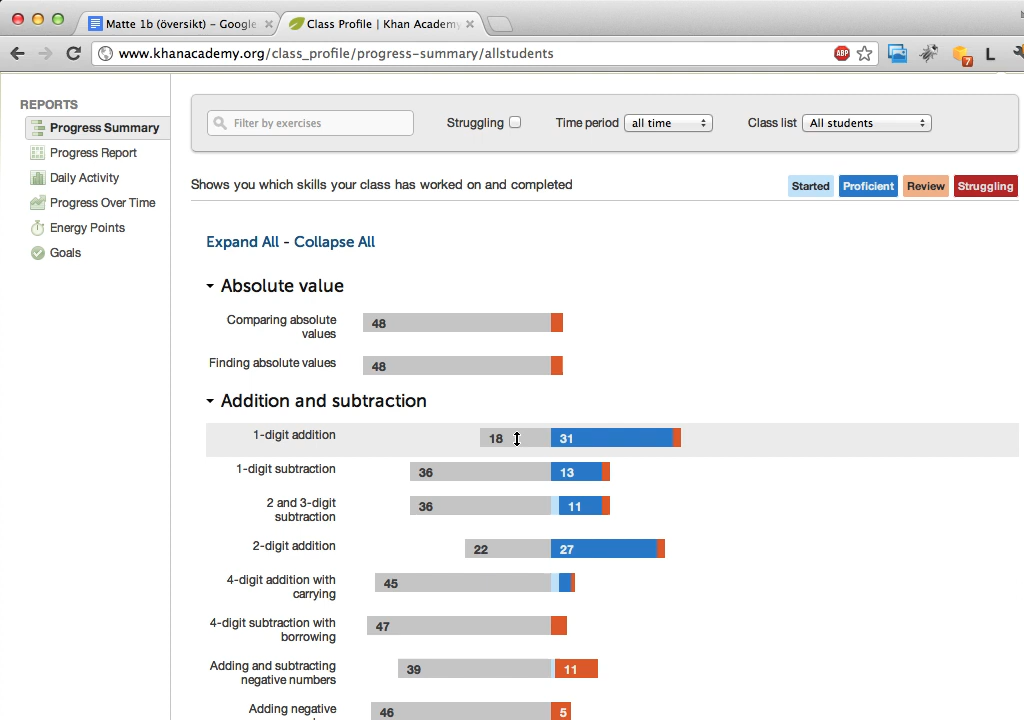 Matte 1b (översikt) – Google
Class Profile | Khan Academy
www.khanacademy.org/class_profile/progress-summary/allstudents
ABP
7
L
REPORTS
Progress Summary
Progress Report
Daily Activity
Progress Over Time
Energy Points
Goals
Filter by exercises
Struggling
Time period
all time
Class list
All students
Shows you which skills your class has worked on and completed
Started
Proficient
Review
Struggling
Expand All - Collapse All
Absolute value
Comparing absolute
values
48
Finding absolute values
48
Addition and subtraction
1-digit addition
18
31
1-digit subtraction
36
13
2 and 3-digit
subtraction
36
11
2-digit addition
22
27
4-digit addition with
carrying
45
4-digit subtraction with
borrowing
47
Adding and subtracting
negative numbers
39
11
Adding negative
46
5